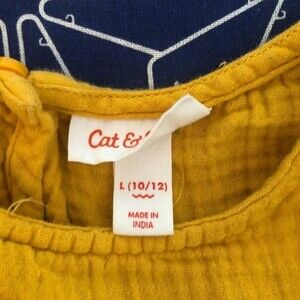 Cat &
L (10/12)
MADE IN
INDIA